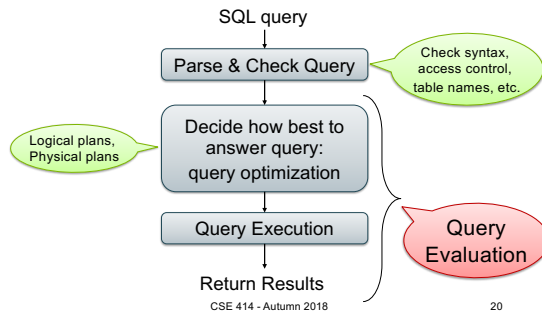 SQL query
Parse & Check Query
Check syntax,
access control,
table names, etc.
Decide how best to
answer query:
query optimization
Logical plans,
Physical plans
Query Execution
Query
Evaluation
Return Results
CSE 414 - Autumn 2018
20